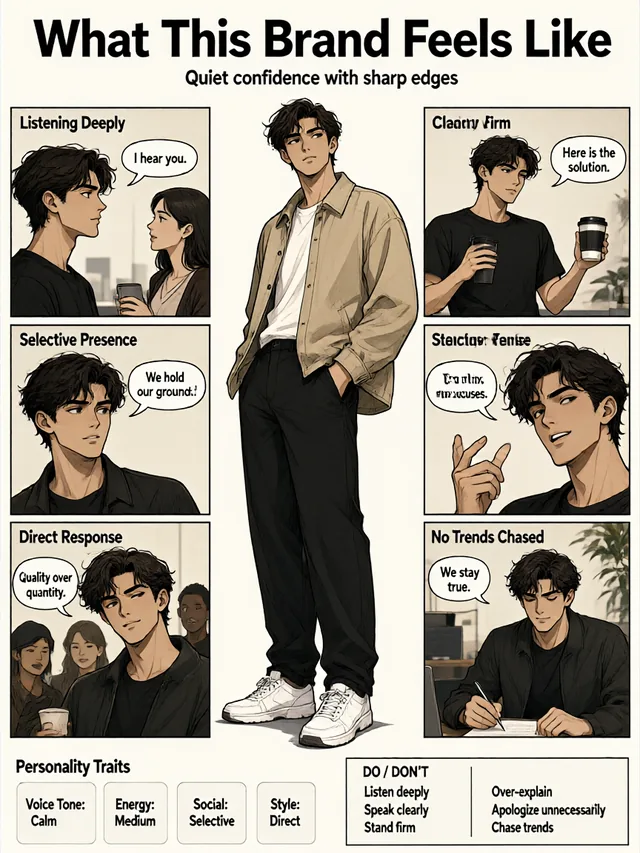 What This Brand Feels Like
Quiet confidence with sharp edges
Listening Deeply
I hear you.
Firm
Here is the
solution.
Selective Presence
We hold
our ground.!
Direct Response
Quality over
quantity.
No Trends Chased
We stay
true.
Personality Traits
Voice Tone:
Calm
Energy:
Medium
Social:
Selective
Style:
Direct
DO / DON'T
Listen deeply
Speak clearly
Stand firm
Over-explain
Apologize unnecessarily
Chase trends